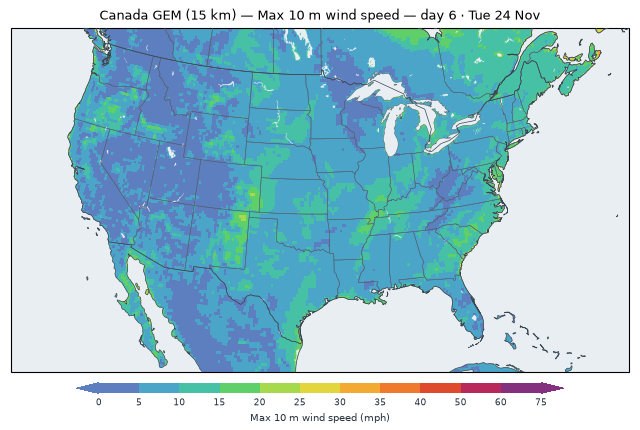 Canada GEM (15 km) — Max 10 m wind speed — day 6 · Tue 24 Nov
0 5 10 15 20 25 30 35 40 50 60 75
Max 10 m wind speed (mph)